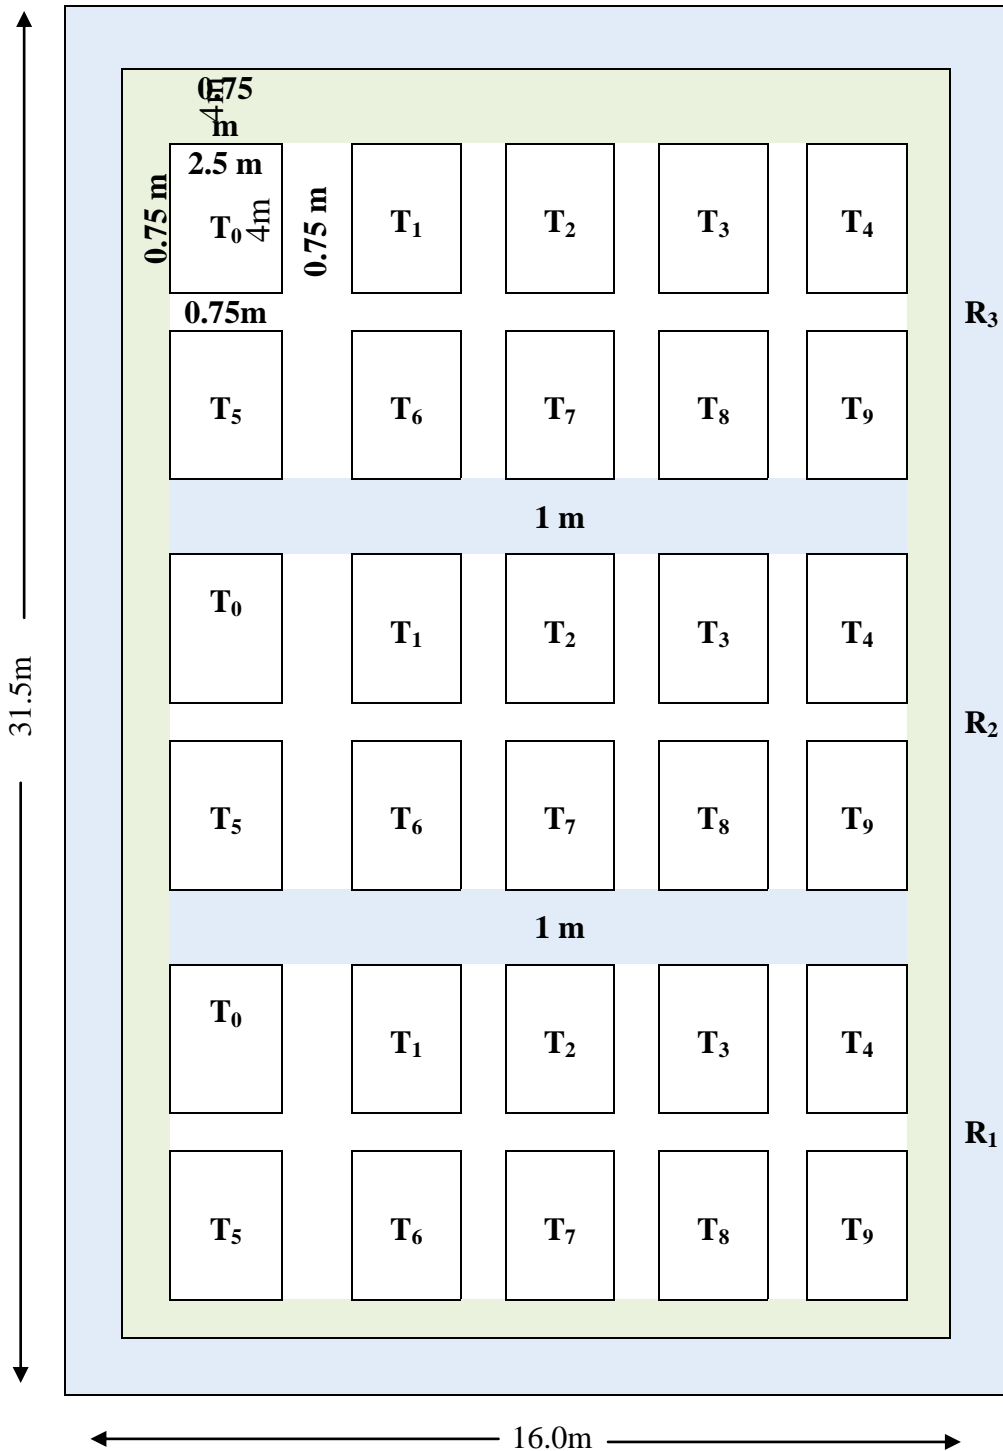 0.75
m
4m
2.5 m
0.75 m
T₀
4m
0.75 m
T₁
T₂
T₃
T₄
0.75m
R₃
T₅
T₆
T₇
T₈
T₉
1 m
T₀
T₁
T₂
T₃
T₄
31.5m
R₂
T₅
T₆
T₇
T₈
T₉
1 m
T₀
T₁
T₂
T₃
T₄
R₁
T₅
T₆
T₇
T₈
T₉
16.0m